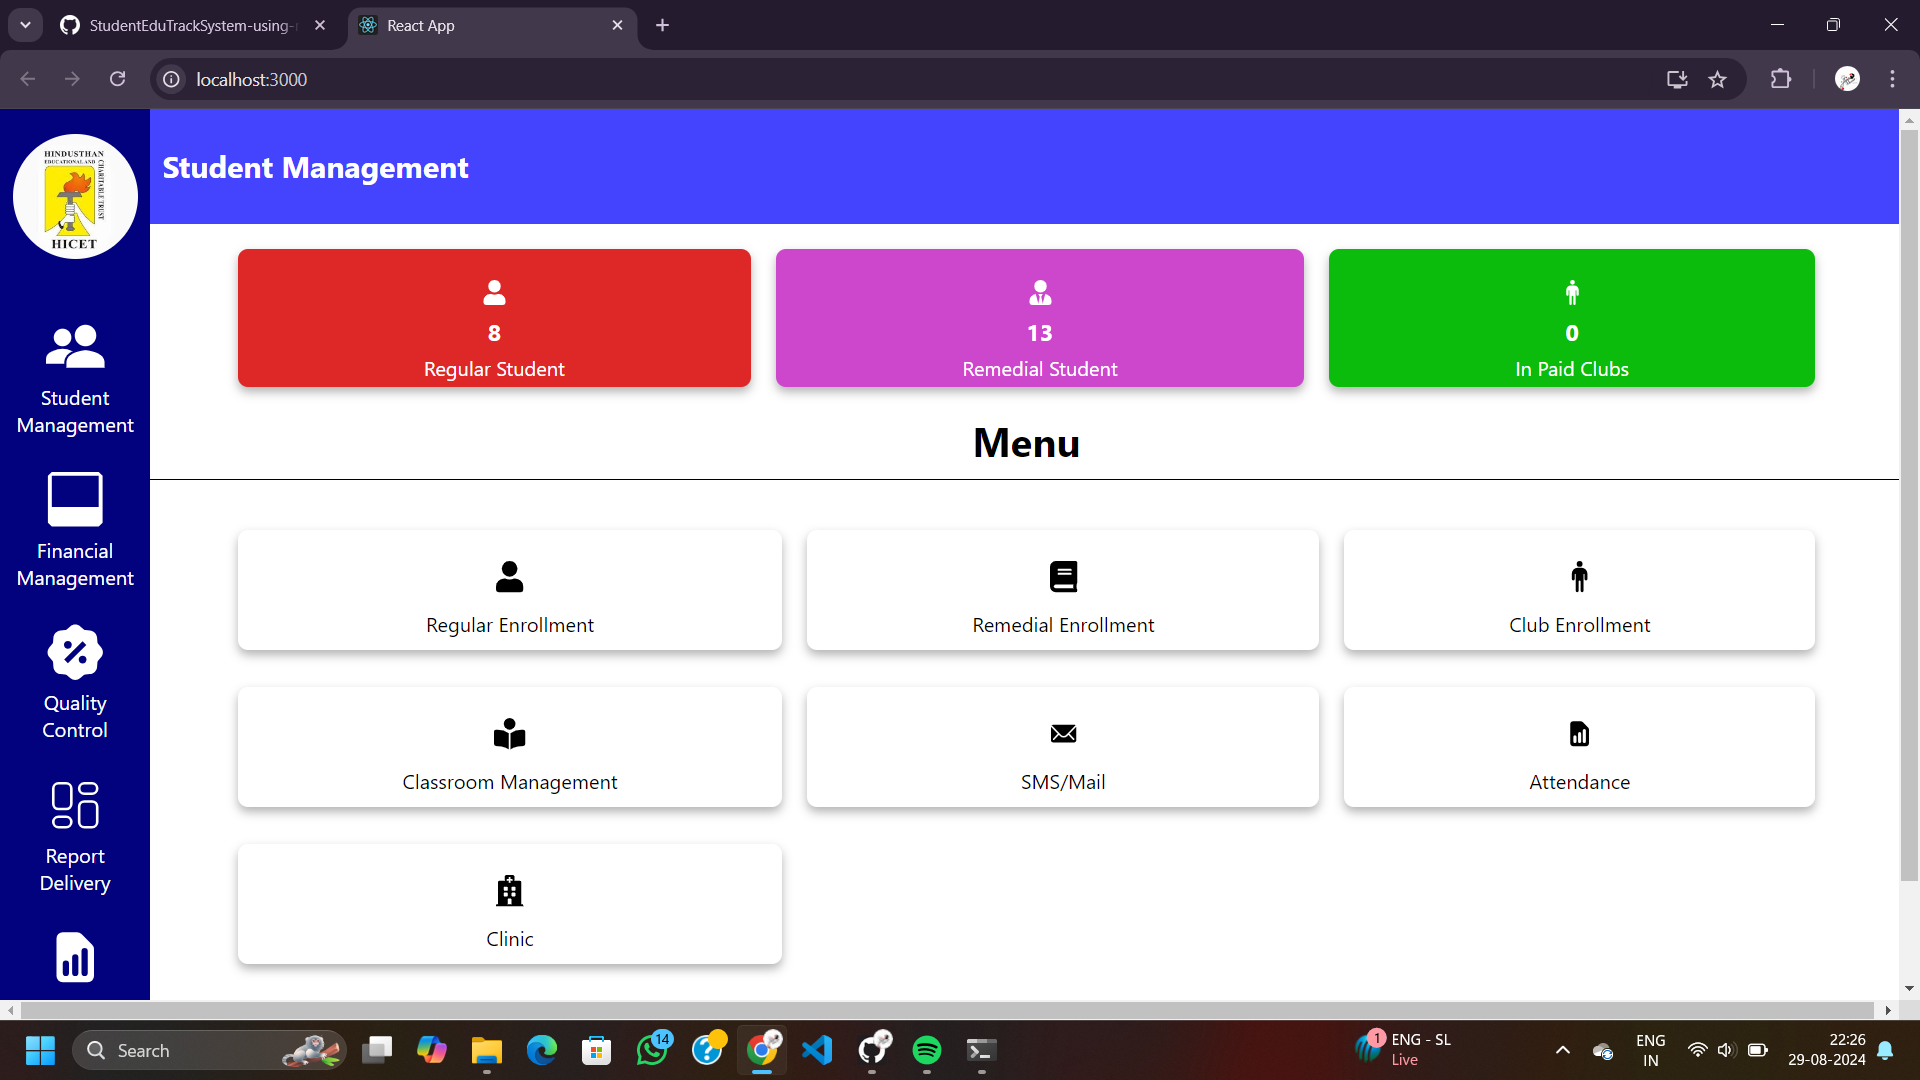 StudentEduTrackSystem-using-r
React App
localhost:3000
HINDUSTHAN
EDUCATIONAL AND
CHARITABLE TRUST
HICET
Student Management
8
Regular Student
13
Remedial Student
0
In Paid Clubs
Menu
Student
Management
Financial
Management
Quality
Control
Report
Delivery
Regular Enrollment
Remedial Enrollment
Club Enrollment
Classroom Management
SMS/Mail
Attendance
Clinic
Search
14
1
ENG - SL
Live
ENG
IN
22:26
29-08-2024